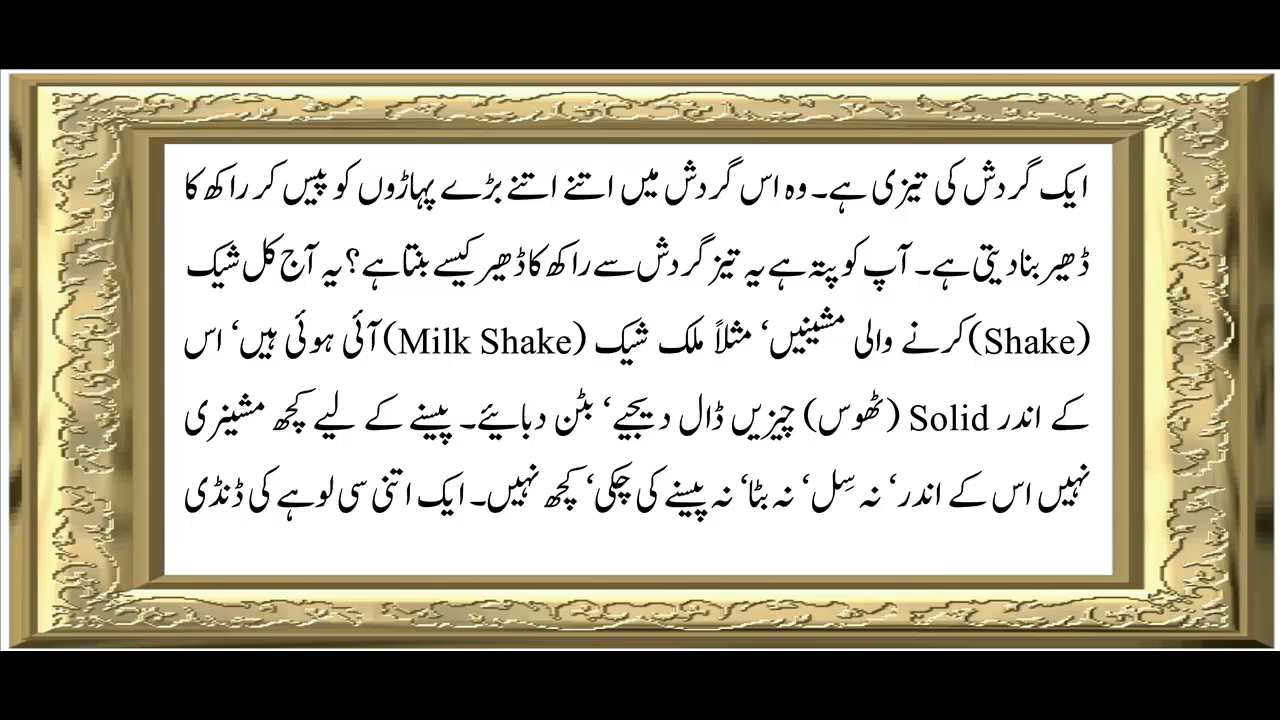 ایک گردش کی تیزی ہے۔ وہ اس گردش میں اتنے اتنے بڑے پہاڑوں کو پیس کر راکھ کا
ڈھیر بنا دیتی ہے۔ آپ کو پتہ ہے یہ تیز گردش سے راکھ کا ڈھیر کیسے بنتا ہے؟ یہ آج کل شیک
(Shake) کرنے والی مشینیں‘ مثلاً ملک شیک (Milk Shake) آئی ہوئی ہیں‘ اس
کے اندر Solid (ٹھوس) چیزیں ڈال دیجیے‘ بٹن دبائیے۔ پیسنے کے لیے کچھ مشینری
نہیں اس کے اندر‘ نہ سِل‘ نہ بٹا‘ نہ پیسنے کی چکی‘ کچھ نہیں۔ ایک اتنی سی لوہے کی ڈنڈی